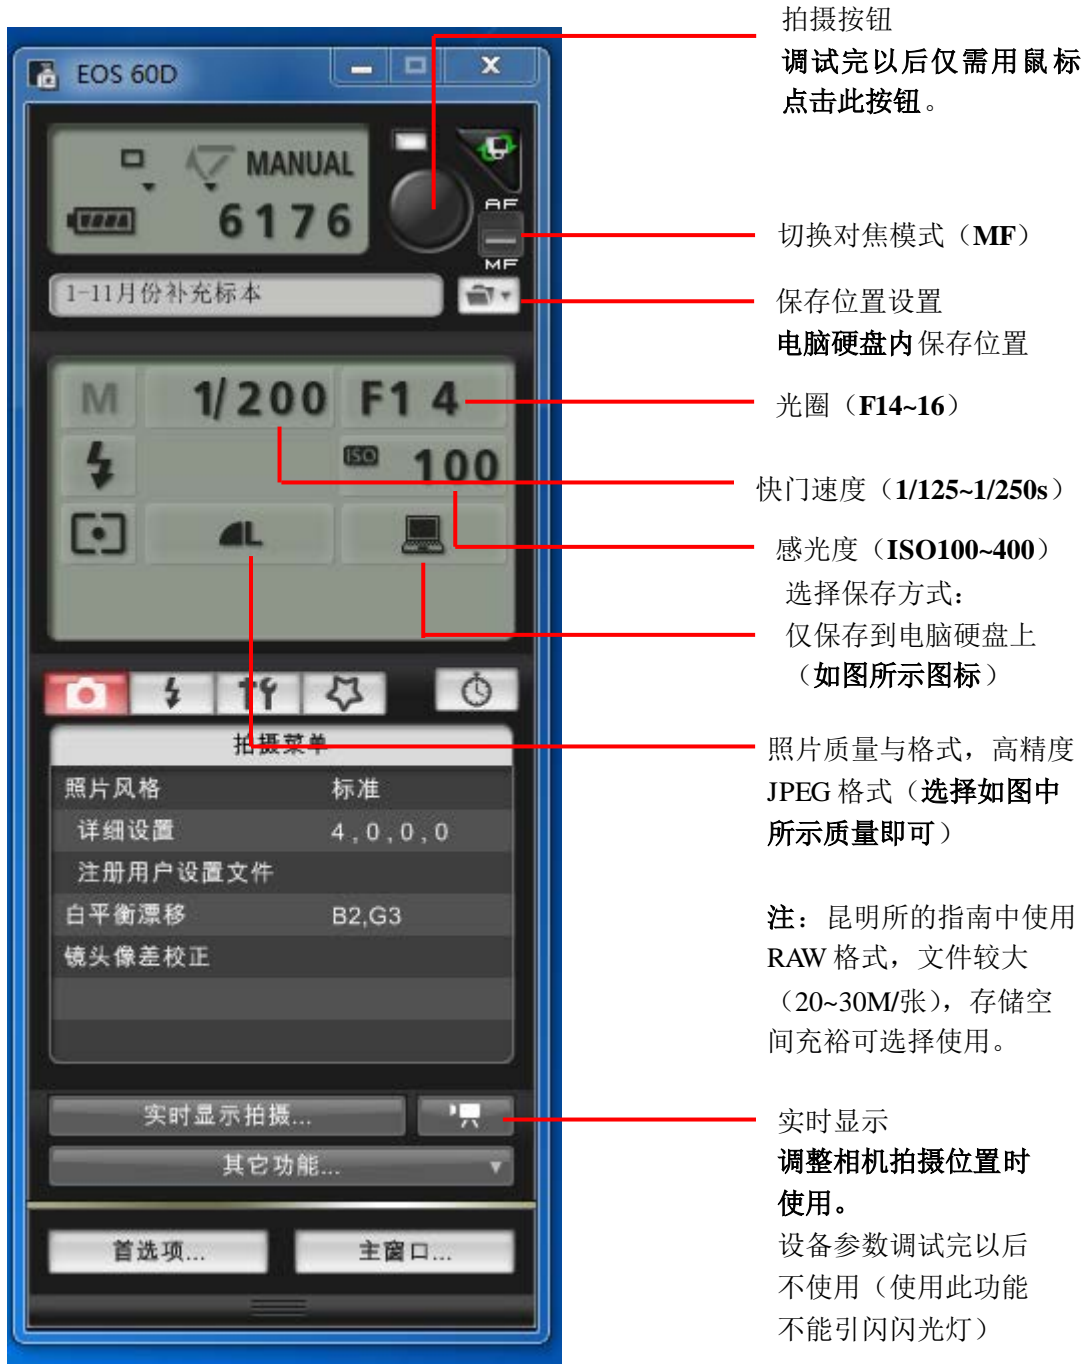 EOS 60D
MANUAL
6176
AF
MF
1-11月份补充标本
M
1/200
F14
ISO 100
L
拍摄菜单
照片风格 标准
详细设置 4,0,0,0
注册用户设置文件
白平衡漂移 B2,G3
镜头像差校正
实时显示拍摄...
其它功能...
首选项...
主窗口...
拍摄按钮
调试完以后仅需用鼠标
点击此按钮。
切换对焦模式（MF）
保存位置设置
电脑硬盘内保存位置
光圈（F14~16）
快门速度（1/125~1/250s）
感光度（ISO100~400）
选择保存方式：
仅保存到电脑硬盘上
（如图所示图标）
照片质量与格式，高精度
JPEG 格式（选择如图中
所示质量即可）
注：昆明所的指南中使用
RAW 格式，文件较大
（20~30M/张），存储空
间充裕可选择使用。
实时显示
调整相机拍摄位置时
使用。
设备参数调试完以后
不使用（使用此功能
不能引闪闪光灯）